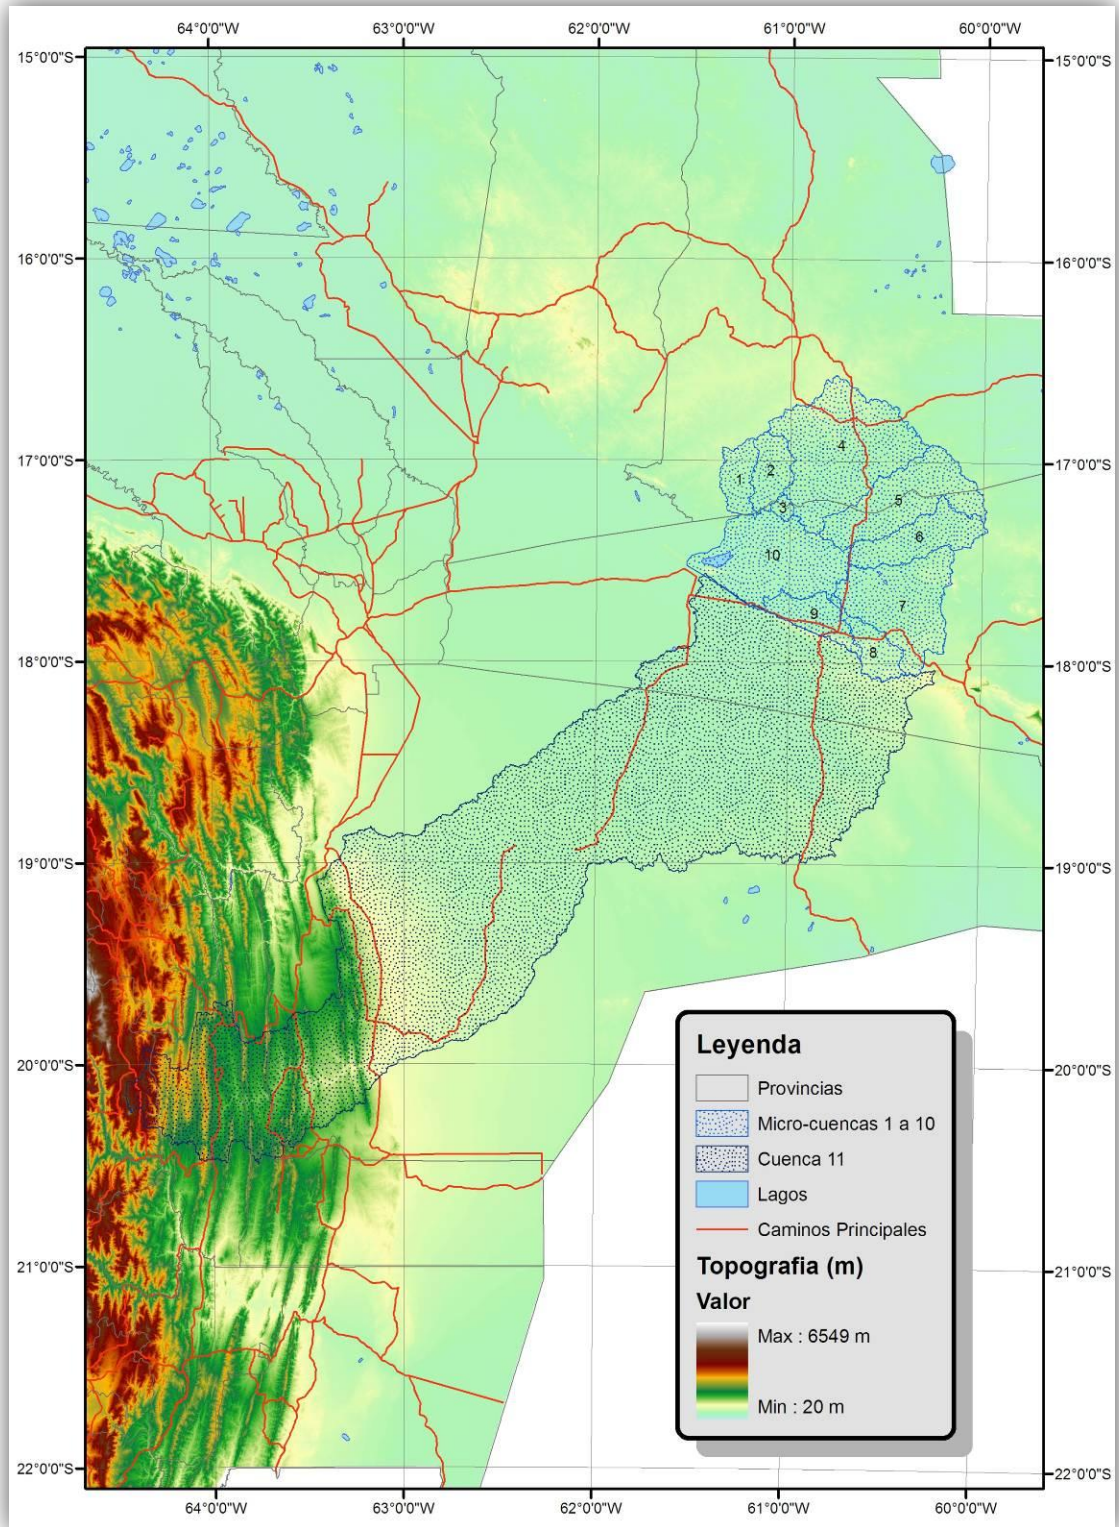 64°0'0"W 63°0'0"W 62°0'0"W 61°0'0"W 60°0'0"W
15°0'0"S 15°0'0"S
16°0'0"S 16°0'0"S
4
2
1
17°0'0"S 17°0'0"S
5
3
6
10
7
9
8
18°0'0"S 18°0'0"S
19°0'0"S 19°0'0"S
Leyenda
20°0'0"S 20°0'0"S
Provincias
Micro-cuencas 1 a 10
Cuenca 11
Lagos
Caminos Principales
21°0'0"S 21°0'0"S
Topografia (m)
Valor
Max : 6549 m
Min : 20 m
22°0'0"S 22°0'0"S
64°0'0"W 63°0'0"W 62°0'0"W 61°0'0"W 60°0'0"W